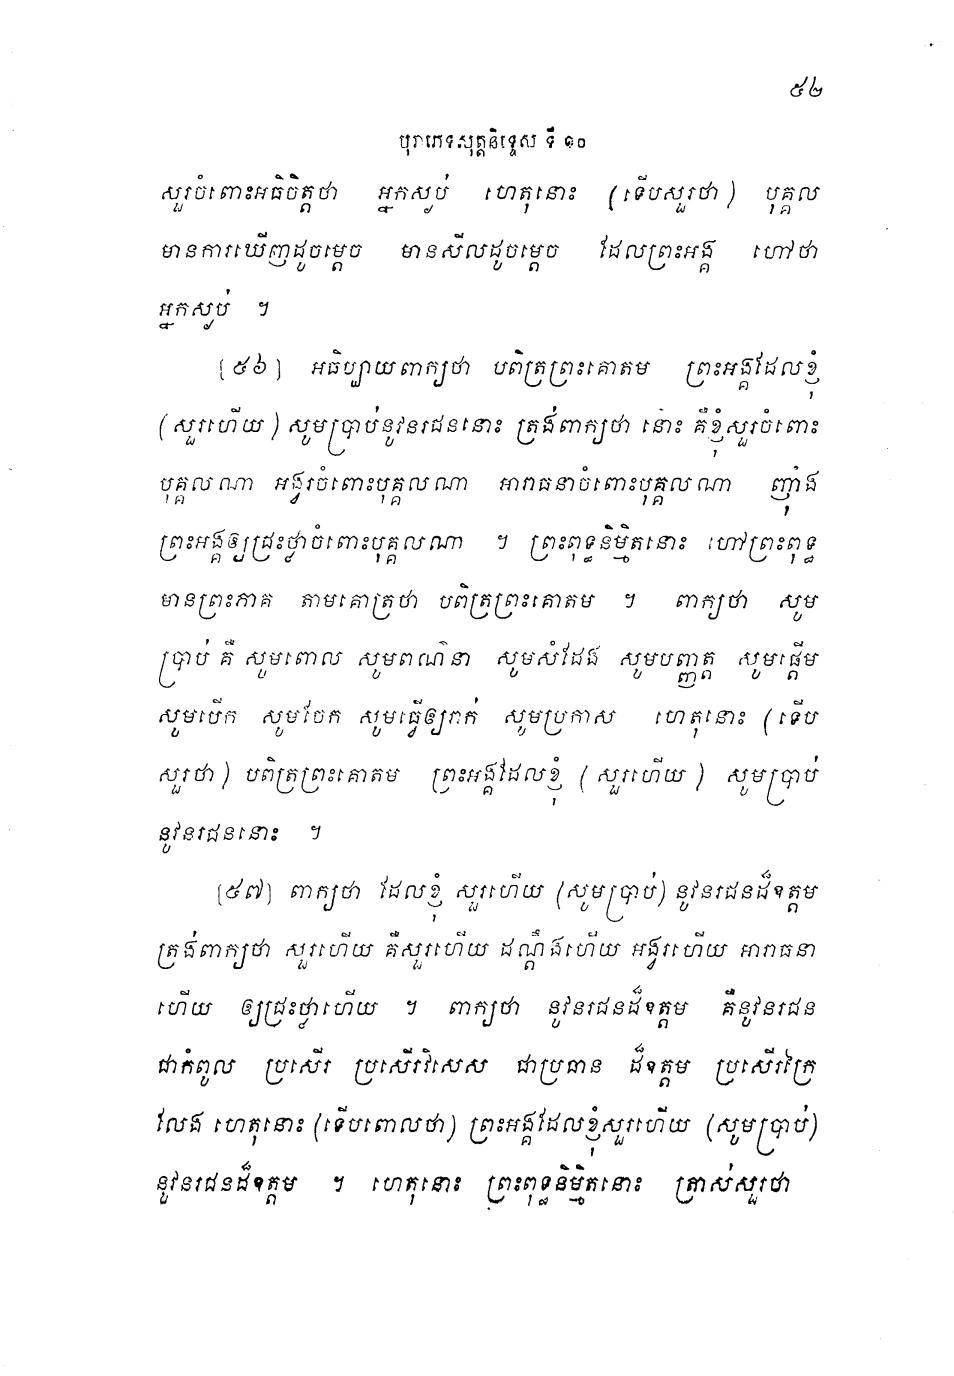 ៥២
បុរាភេទសុត្តនិទ្ទេស ទី ១០
សួរចំពោះអធិចិត្តថា អ្នកស្ងប់ ហេតុនោះ (ទើបសួរថា) បុគ្គល
មានការឃើញដូចម្តេច មានសីលដូចម្តេច ដែលព្រះអង្គ ហៅថា
អ្នកស្ងប់ ។
[៥៦] អធិប្បាយពាក្យថា បពិត្រព្រះគោតម ព្រះអង្គដែលខ្ញុំ
(សួរហើយ) សូមប្រាប់នូវនរជននោះ ត្រង់ពាក្យថា នោះ គឺខ្ញុំសួរចំពោះ
បុគ្គលណា អង្វរចំពោះបុគ្គលណា អារាធនាចំពោះបុគ្គលណា ញ៉ាំង
ព្រះអង្គឲ្យជ្រះថ្លាចំពោះបុគ្គលណា ។ ព្រះពុទ្ធនិម្មិតនោះ ហៅព្រះពុទ្ធ
មានព្រះភាគ តាមគោត្រថា បពិត្រព្រះគោតម ។ ពាក្យថា សូម
ប្រាប់ គឺ សូមពោល សូមពណ៌នា សូមសំដែង សូមបញ្ញត្ត សូមផ្តើម
សូមបើក សូមចែក សូមធ្វើឲ្យរាក់ សូមប្រកាស ហេតុនោះ (ទើប
សួរថា) បពិត្រព្រះគោតម ព្រះអង្គដែលខ្ញុំ (សួរហើយ) សូមប្រាប់
នូវនរជននោះ ។
[៥៧] ពាក្យថា ដែលខ្ញុំ សួរហើយ (សូមប្រាប់) នូវនរជនដ៏ឧត្តម
ត្រង់ពាក្យថា សួរហើយ គឺសួរហើយ ដណ្តឹងហើយ អង្វរហើយ អារាធនា
ហើយ ឲ្យជ្រះថ្លាហើយ ។ ពាក្យថា នូវនរជនដ៏ឧត្តម គឺនូវនរជន
ជាកំពូល ប្រសើរ ប្រសើរវិសេស ជាប្រធាន ដ៏ឧត្តម ប្រសើរក្រៃ
លែង ហេតុនោះ (ទើបពោលថា) ព្រះអង្គដែលខ្ញុំសួរហើយ (សូមប្រាប់)
នូវនរជនដ៏ឧត្តម ។ ហេតុនោះ ព្រះពុទ្ធនិម្មិតនោះ ត្រាស់សួរថា